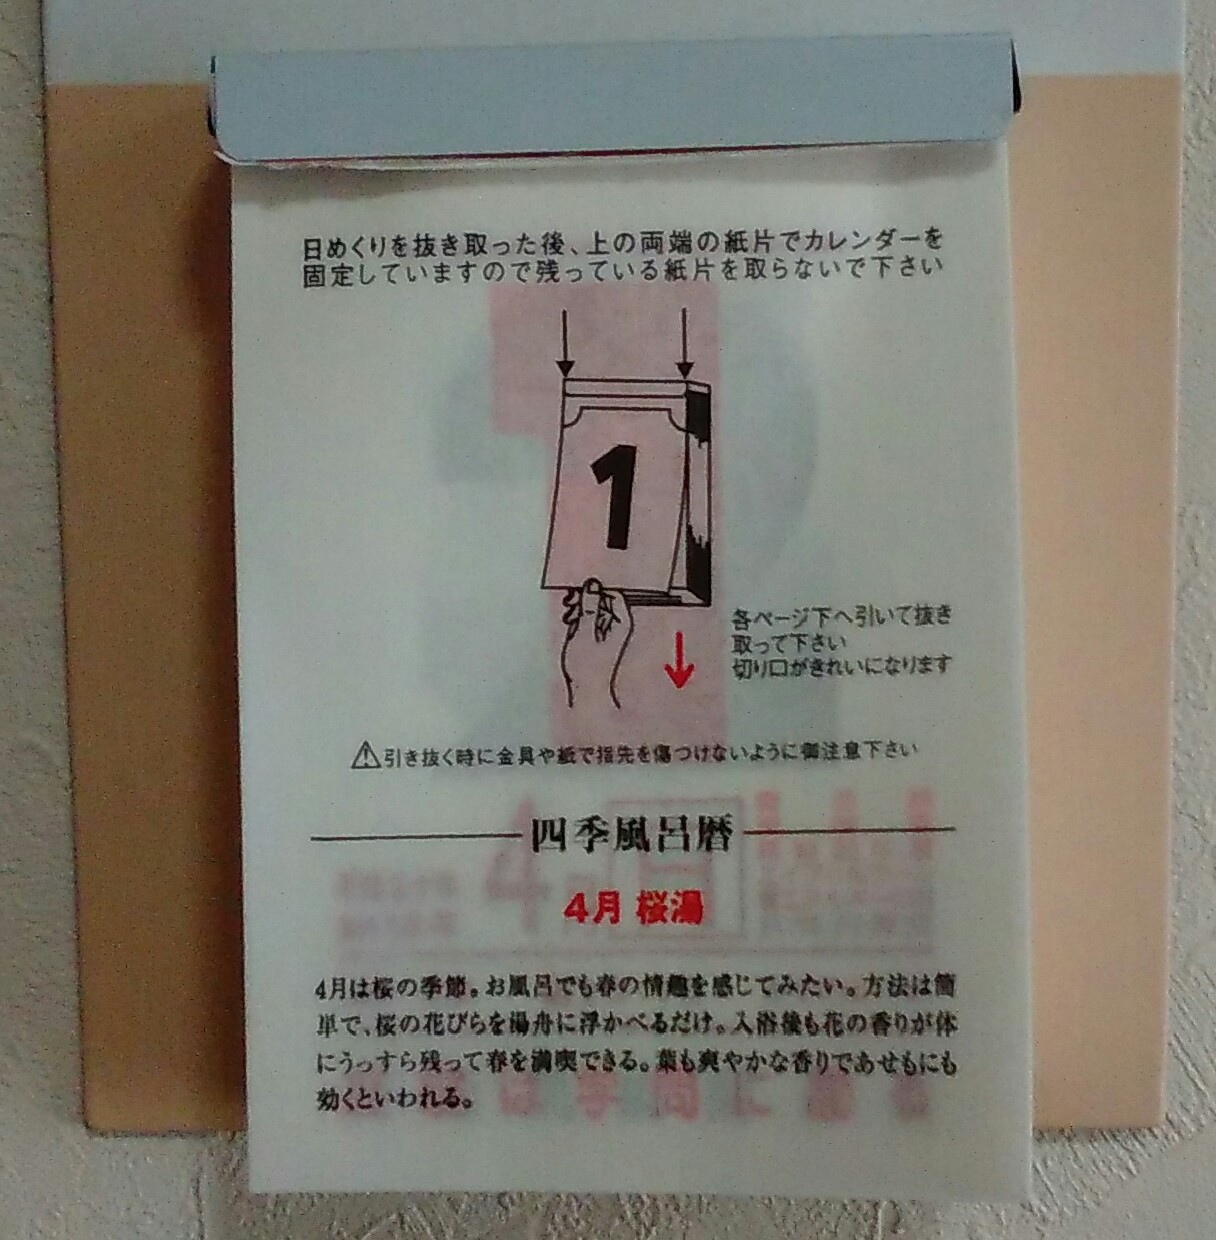 日めくりを抜き取った後、上の両端の紙片でカレンダーを
固定していますので残っている紙片を取らないで下さい
1
各ページ下へ引いて抜き
取って下さい
切り口がきれいになります
⚠引き抜く時に金具や紙で指先を傷つけないように御注意下さい
四季風呂暦
4月 桜湯
4月は桜の季節。お風呂でも春の情趣を感じてみたい。方法は簡
単で、桜の花びらを湯舟に浮かべるだけ。入浴後も花の香りが体
にうっすら残って春を満喫できる。葉も爽やかな香りであせもにも
効くといわれる。